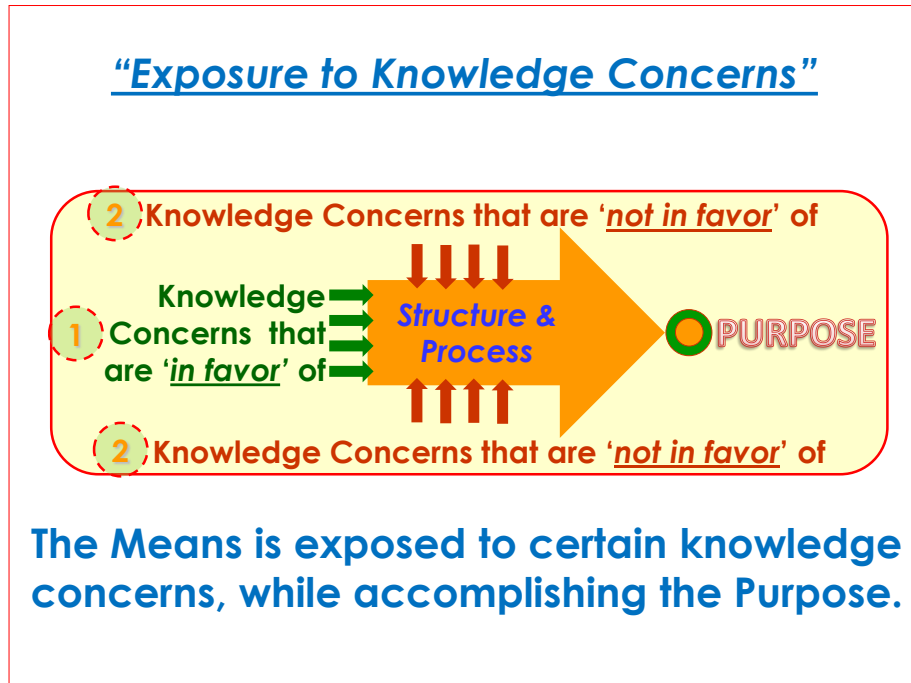 “Exposure to Knowledge Concerns”
2 Knowledge Concerns that are ‘not in favor’ of
1
Knowledge
Concerns that
are ‘in favor’ of
Structure &
Process
PURPOSE
2 Knowledge Concerns that are ‘not in favor’ of
The Means is exposed to certain knowledge
concerns, while accomplishing the Purpose.